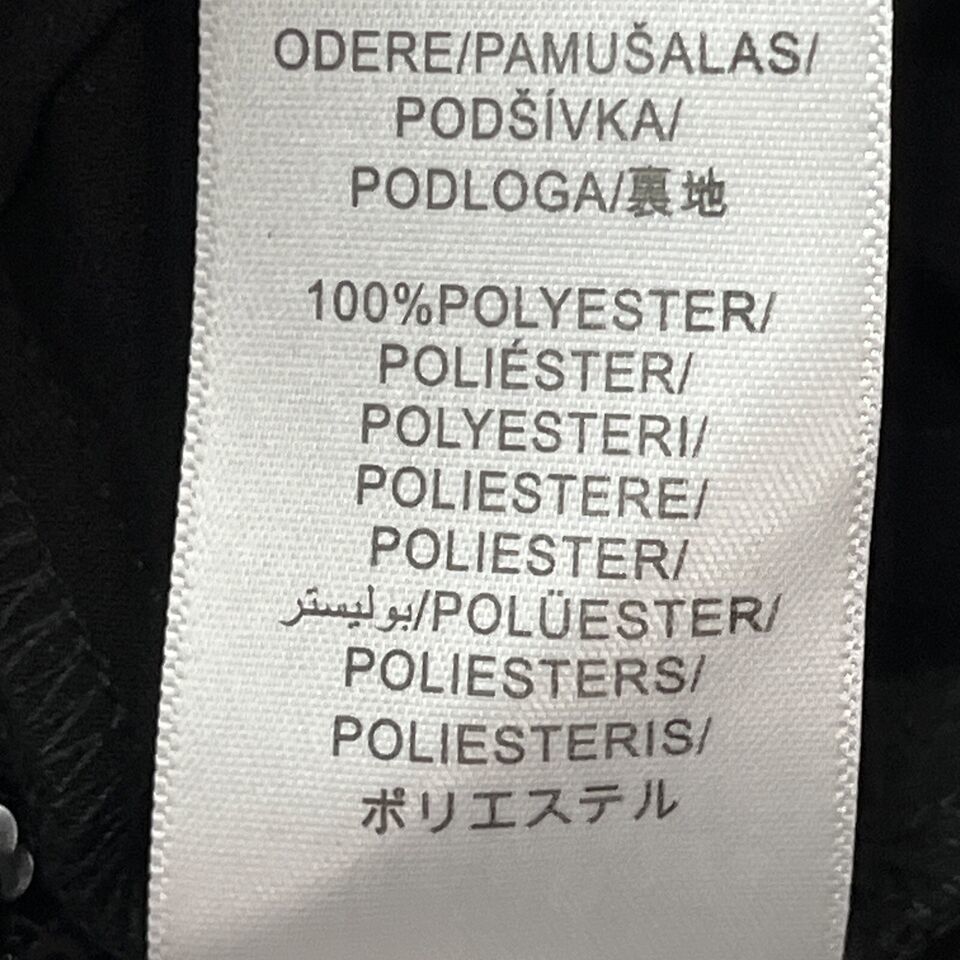 ODERE/PAMUŠALAS/
PODŠÍVKA/
PODLOGA/裏地
100%POLYESTER/
POLIÉSTER/
POLYESTERI/
POLIESTERE/
POLIESTER/
بوليستر/POLÜESTER/
POLIESTERS/
POLIESTERIS/
ポリエステル